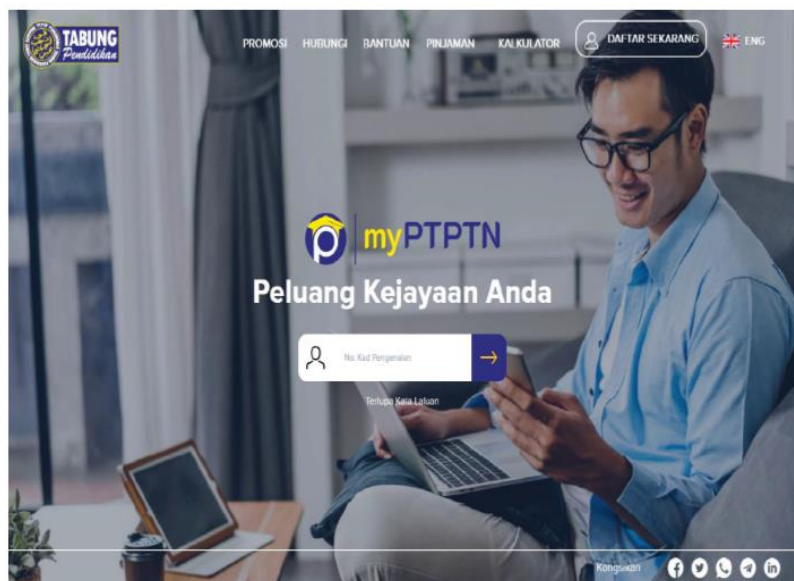 TABUNG
Pendidikan
PROMOSI HUBUNGI BANTUAN PINJAMAN KALKULATOR DAFTAR SEKARANG ENG
myPTPTN
Peluang Kejayaan Anda
No. Kad Pengenalan
Terlupa Kata Laluan
Kongsikan